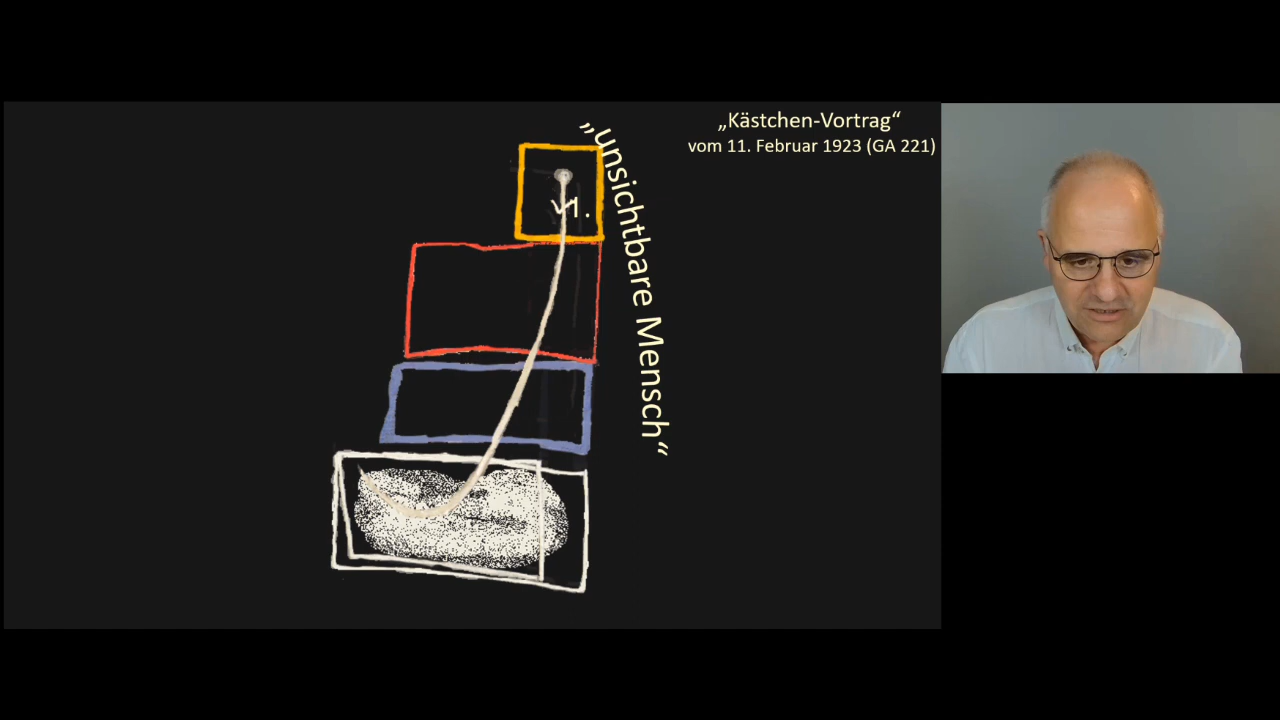 „Kästchen-Vortrag“
vom 11. Februar 1923 (GA 221)
„unsichtbare Mensch“